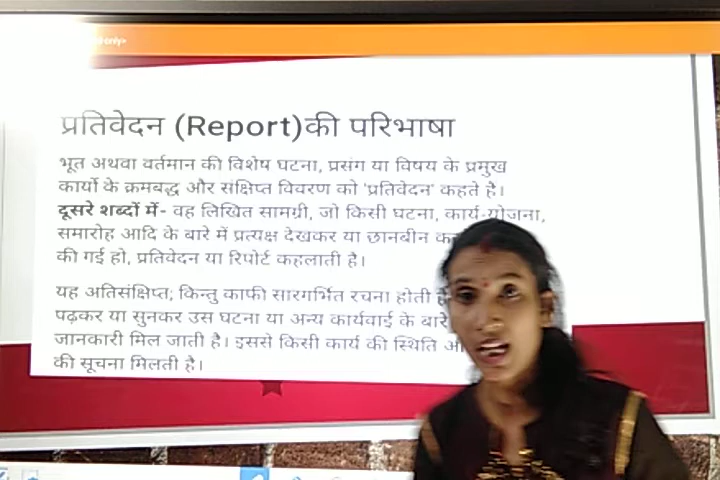 only>
प्रतिवेदन (Report)की परिभाषा
भूत अथवा वर्तमान की विशेष घटना, प्रसंग या विषय के प्रमुख
कार्यो के क्रमबद्ध और संक्षिप्त विवरण को 'प्रतिवेदन' कहते है।
दूसरे शब्दों में- वह लिखित सामग्री, जो किसी घटना, कार्य-योजना,
समारोह आदि के बारे में प्रत्यक्ष देखकर या छानबीन
की गई हो, प्रतिवेदन या रिपोर्ट कहलाती है।
यह अतिसंक्षिप्त; किन्तु काफी सारगर्भित रचना होती
पढ़कर या सुनकर उस घटना या अन्य कार्यवाई के बारे
जानकारी मिल जाती है। इससे किसी कार्य की स्थिति
की सूचना मिलती है।